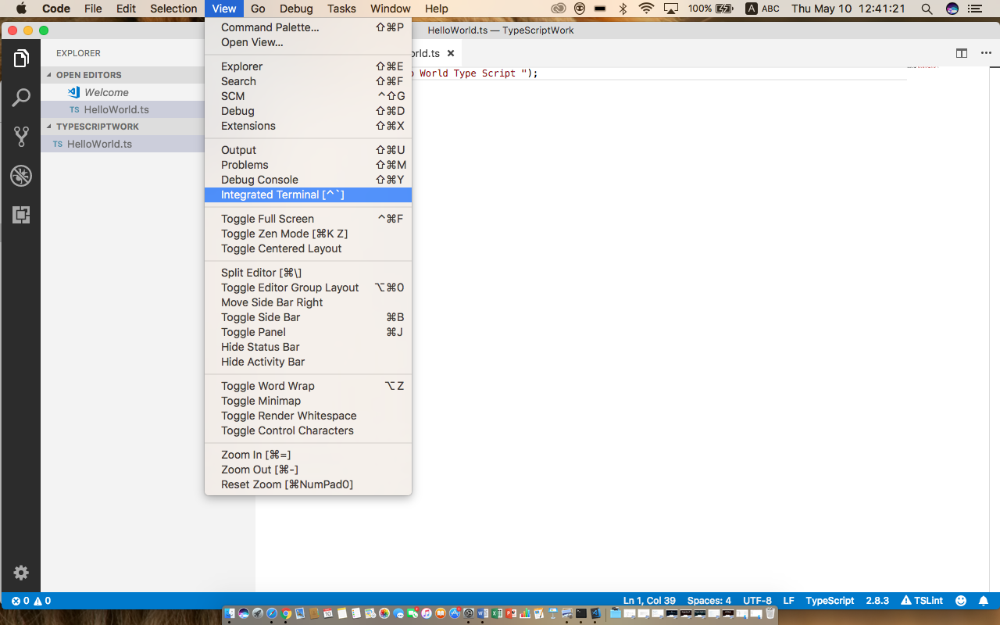 Code File Edit Selection View Go Debug Tasks Window Help 100% A ABC Thu May 10 12:41:21
HelloWorld.ts — TypeScriptWork
EXPLORER
OPEN EDITORS
Welcome
TS HelloWorld.ts
TYPESCRIPTWORK
TS HelloWorld.ts
Command Palette... ⇧⌘P
Open View...
Explorer ⇧⌘E
Search ⇧⌘F
SCM ^⇧G
Debug ⇧⌘D
Extensions ⇧⌘X
Output ⇧⌘U
Problems ⇧⌘M
Debug Console ⇧⌘Y
Integrated Terminal [^`]
Toggle Full Screen ^⌘F
Toggle Zen Mode [⌘K Z]
Toggle Centered Layout
Split Editor [⌘\]
Toggle Editor Group Layout ⌥⌘0
Move Side Bar Right
Toggle Side Bar ⌘B
Toggle Panel ⌘J
Hide Status Bar
Hide Activity Bar
Toggle Word Wrap ⌥Z
Toggle Minimap
Toggle Render Whitespace
Toggle Control Characters
Zoom In [⌘=]
Zoom Out [⌘-]
Reset Zoom [⌘NumPad0]
orld.ts
World Type Script ");
0 0 Ln 1, Col 39 Spaces: 4 UTF-8 LF TypeScript 2.8.3 TSLint